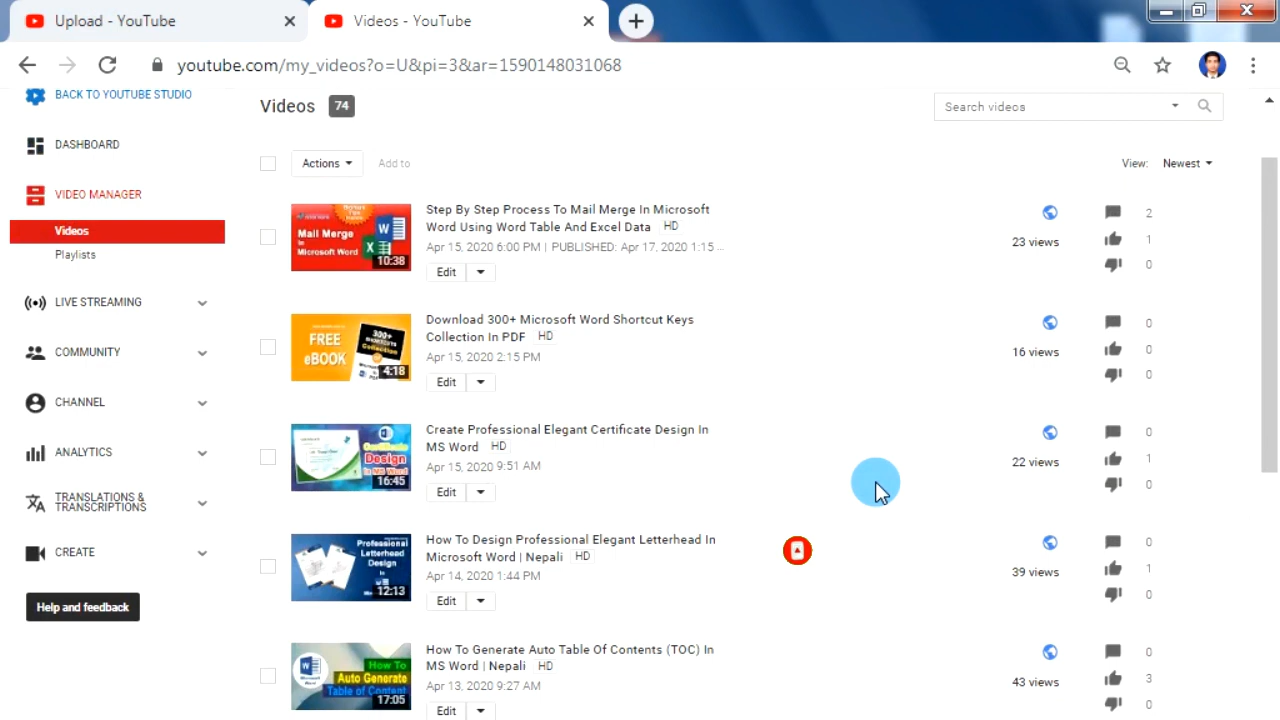 Upload - YouTube
Videos - YouTube
youtube.com/my_videos?o=U&pi=3&ar=1590148031068
BACK TO YOUTUBE STUDIO
DASHBOARD
VIDEO MANAGER
Videos
Playlists
LIVE STREAMING
COMMUNITY
CHANNEL
ANALYTICS
TRANSLATIONS &
TRANSCRIPTIONS
CREATE
Help and feedback
Videos 74
Search videos
Actions
Add to
View: Newest
Mail Merge
in
Microsoft Word
10:38
Step By Step Process To Mail Merge In Microsoft
Word Using Word Table And Excel Data HD
Apr 15, 2020 6:00 PM | PUBLISHED: Apr 17, 2020 1:15 ...
Edit
23 views
2
1
0
FREE
eBOOK
300+
Collection
4:18
Download 300+ Microsoft Word Shortcut Keys
Collection In PDF HD
Apr 15, 2020 2:15 PM
Edit
16 views
0
0
0
Certificate
Design
in MS Word
16:45
Create Professional Elegant Certificate Design In
MS Word HD
Apr 15, 2020 9:51 AM
Edit
22 views
0
1
0
Professional
Letterhead
Design
in
12:13
How To Design Professional Elegant Letterhead In
Microsoft Word | Nepali HD
Apr 14, 2020 1:44 PM
Edit
39 views
0
1
0
Microsoft
Word
How To
Auto Generate
Table of Content
17:05
How To Generate Auto Table Of Contents (TOC) In
MS Word | Nepali HD
Apr 13, 2020 9:27 AM
Edit
43 views
0
3
0